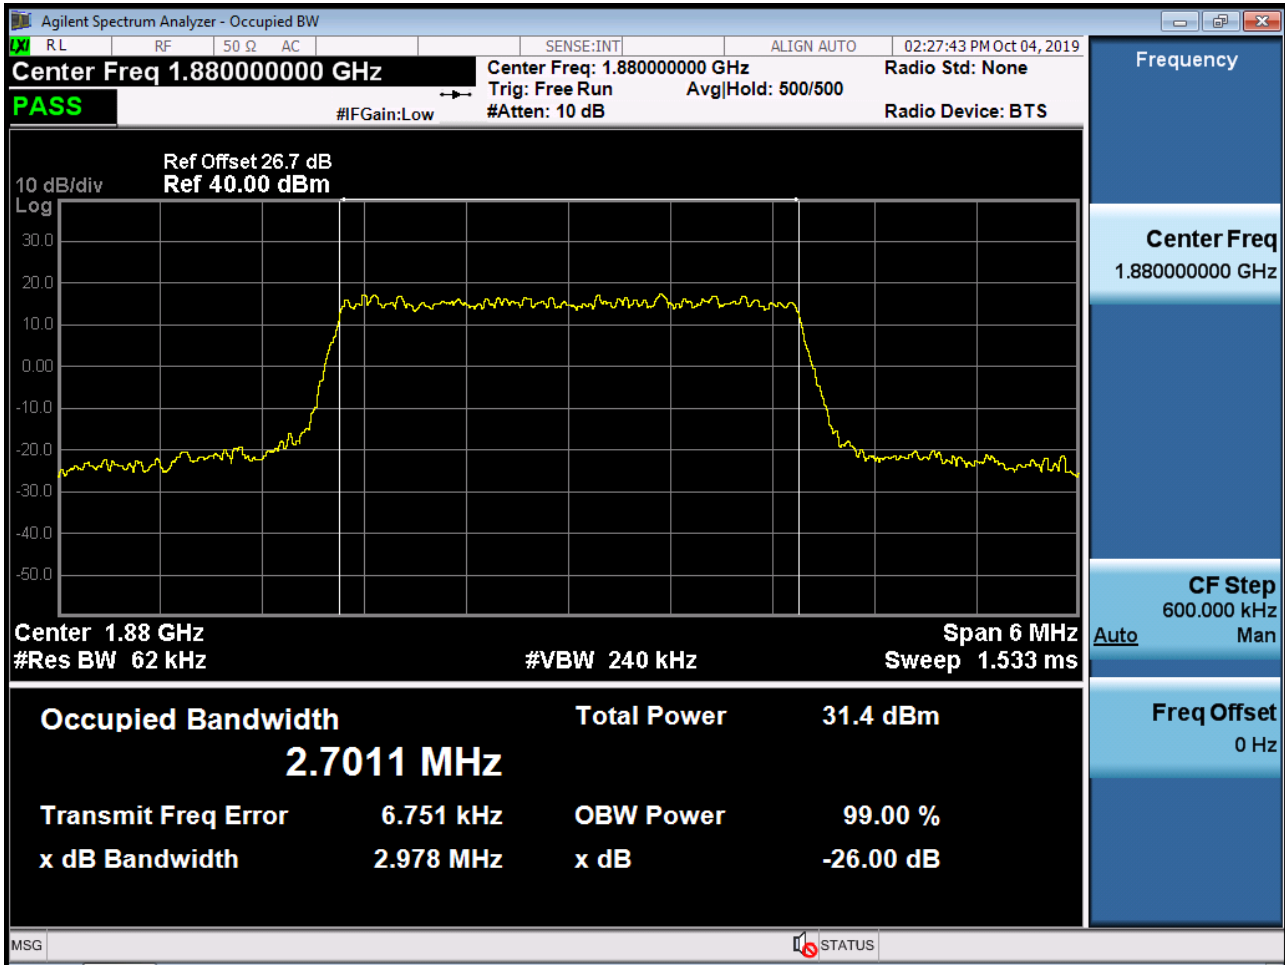 Agilent Spectrum Analyzer - Occupied BW
LXI RL RF 50 Ω AC SENSE:INT ALIGN AUTO 02:27:43 PM Oct 04, 2019
Center Freq 1.880000000 GHz
PASS
#IFGain:Low
Center Freq: 1.880000000 GHz
Trig: Free Run Avg|Hold: 500/500
#Atten: 10 dB
Radio Std: None
Radio Device: BTS
Ref Offset 26.7 dB
10 dB/div Ref 40.00 dBm
Log
30.0
20.0
10.0
0.00
-10.0
-20.0
-30.0
-40.0
-50.0
Center 1.88 GHz Span 6 MHz
#Res BW 62 kHz #VBW 240 kHz Sweep 1.533 ms
Occupied Bandwidth Total Power 31.4 dBm
2.7011 MHz
Transmit Freq Error 6.751 kHz OBW Power 99.00 %
x dB Bandwidth 2.978 MHz x dB -26.00 dB
Frequency
Center Freq
1.880000000 GHz
CF Step
600.000 kHz
Auto Man
Freq Offset
0 Hz
MSG STATUS